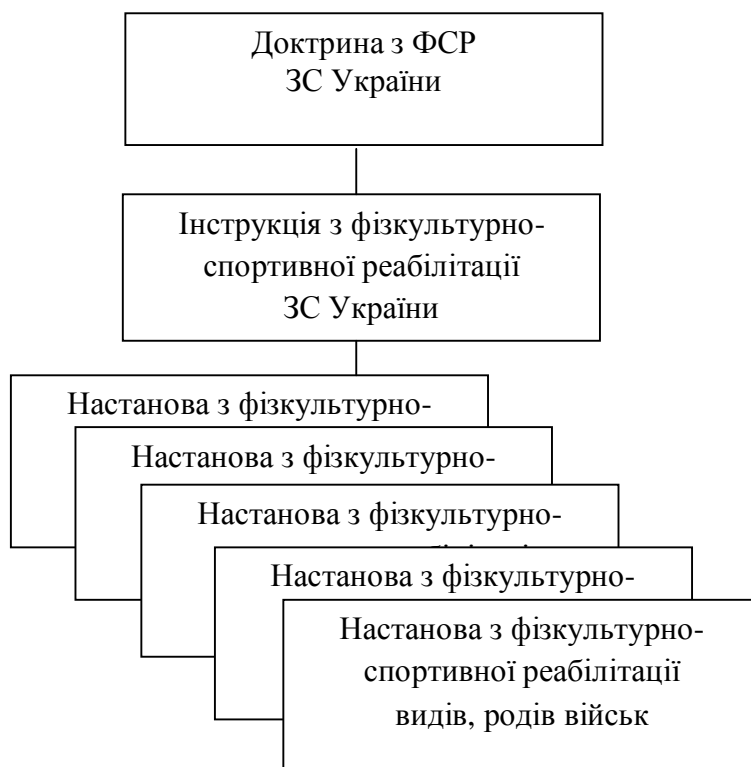 Доктрина з ФСР
ЗС України
Інструкція з фізкультурно-
спортивної реабілітації
ЗС України
Настанова з фізкультурно-
Настанова з фізкультурно-
Настанова з фізкультурно-
Настанова з фізкультурно-
Настанова з фізкультурно-
спортивної реабілітації
видів, родів військ